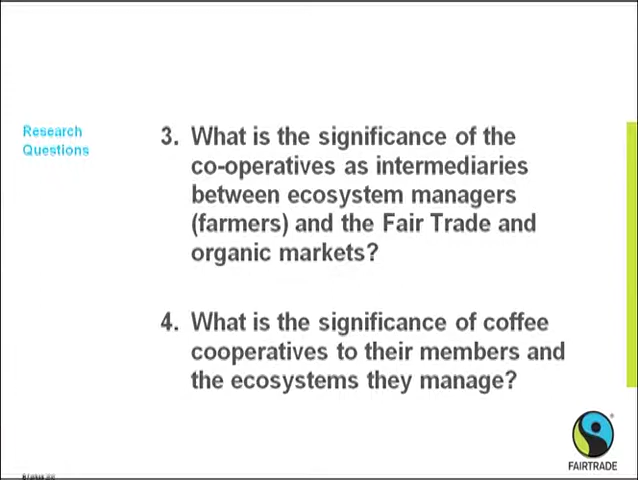 Research
Questions
3. What is the significance of the
co-operatives as intermediaries
between ecosystem managers
(farmers) and the Fair Trade and
organic markets?
4. What is the significance of coffee
cooperatives to their members and
the ecosystems they manage?
FAIRTRADE